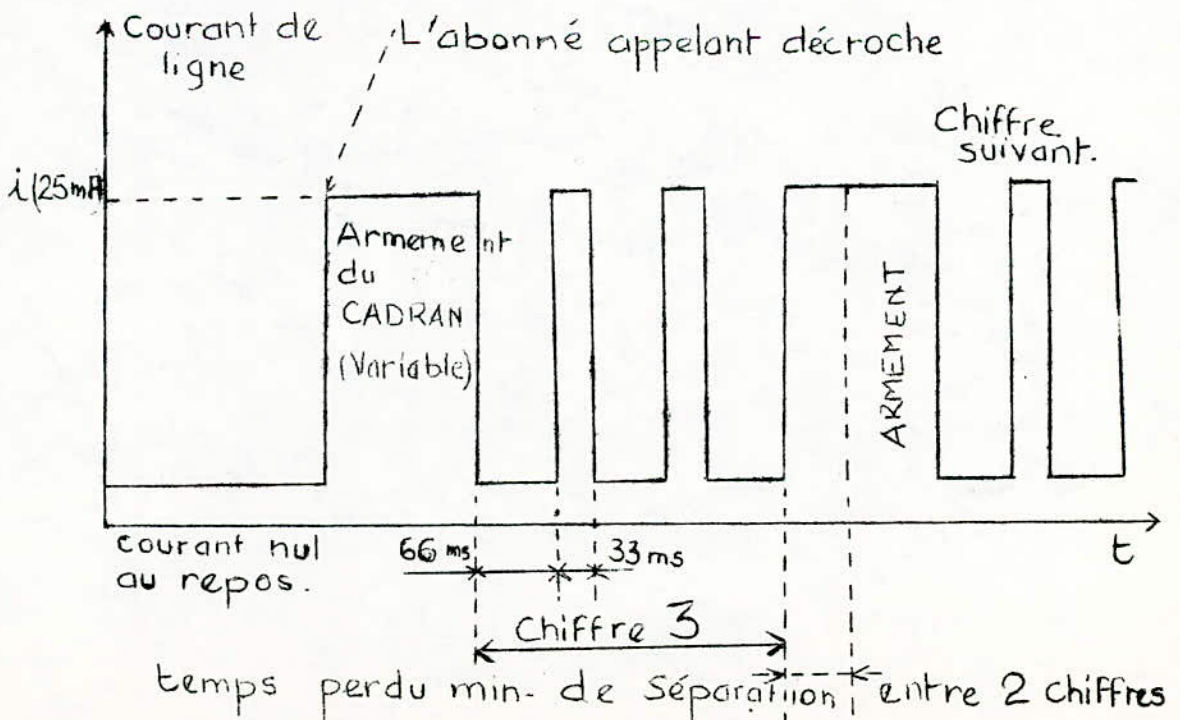 Courant de
ligne
L'abonné appelant décroche
Chiffre
suivant.
i(25mA
Armement
du
CADRAN
(Variable)
ARMEMENT
courant nul
au repos.
66 ms
33 ms
t
Chiffre 3
temps perdu min. de Séparatiion entre 2 chiffres